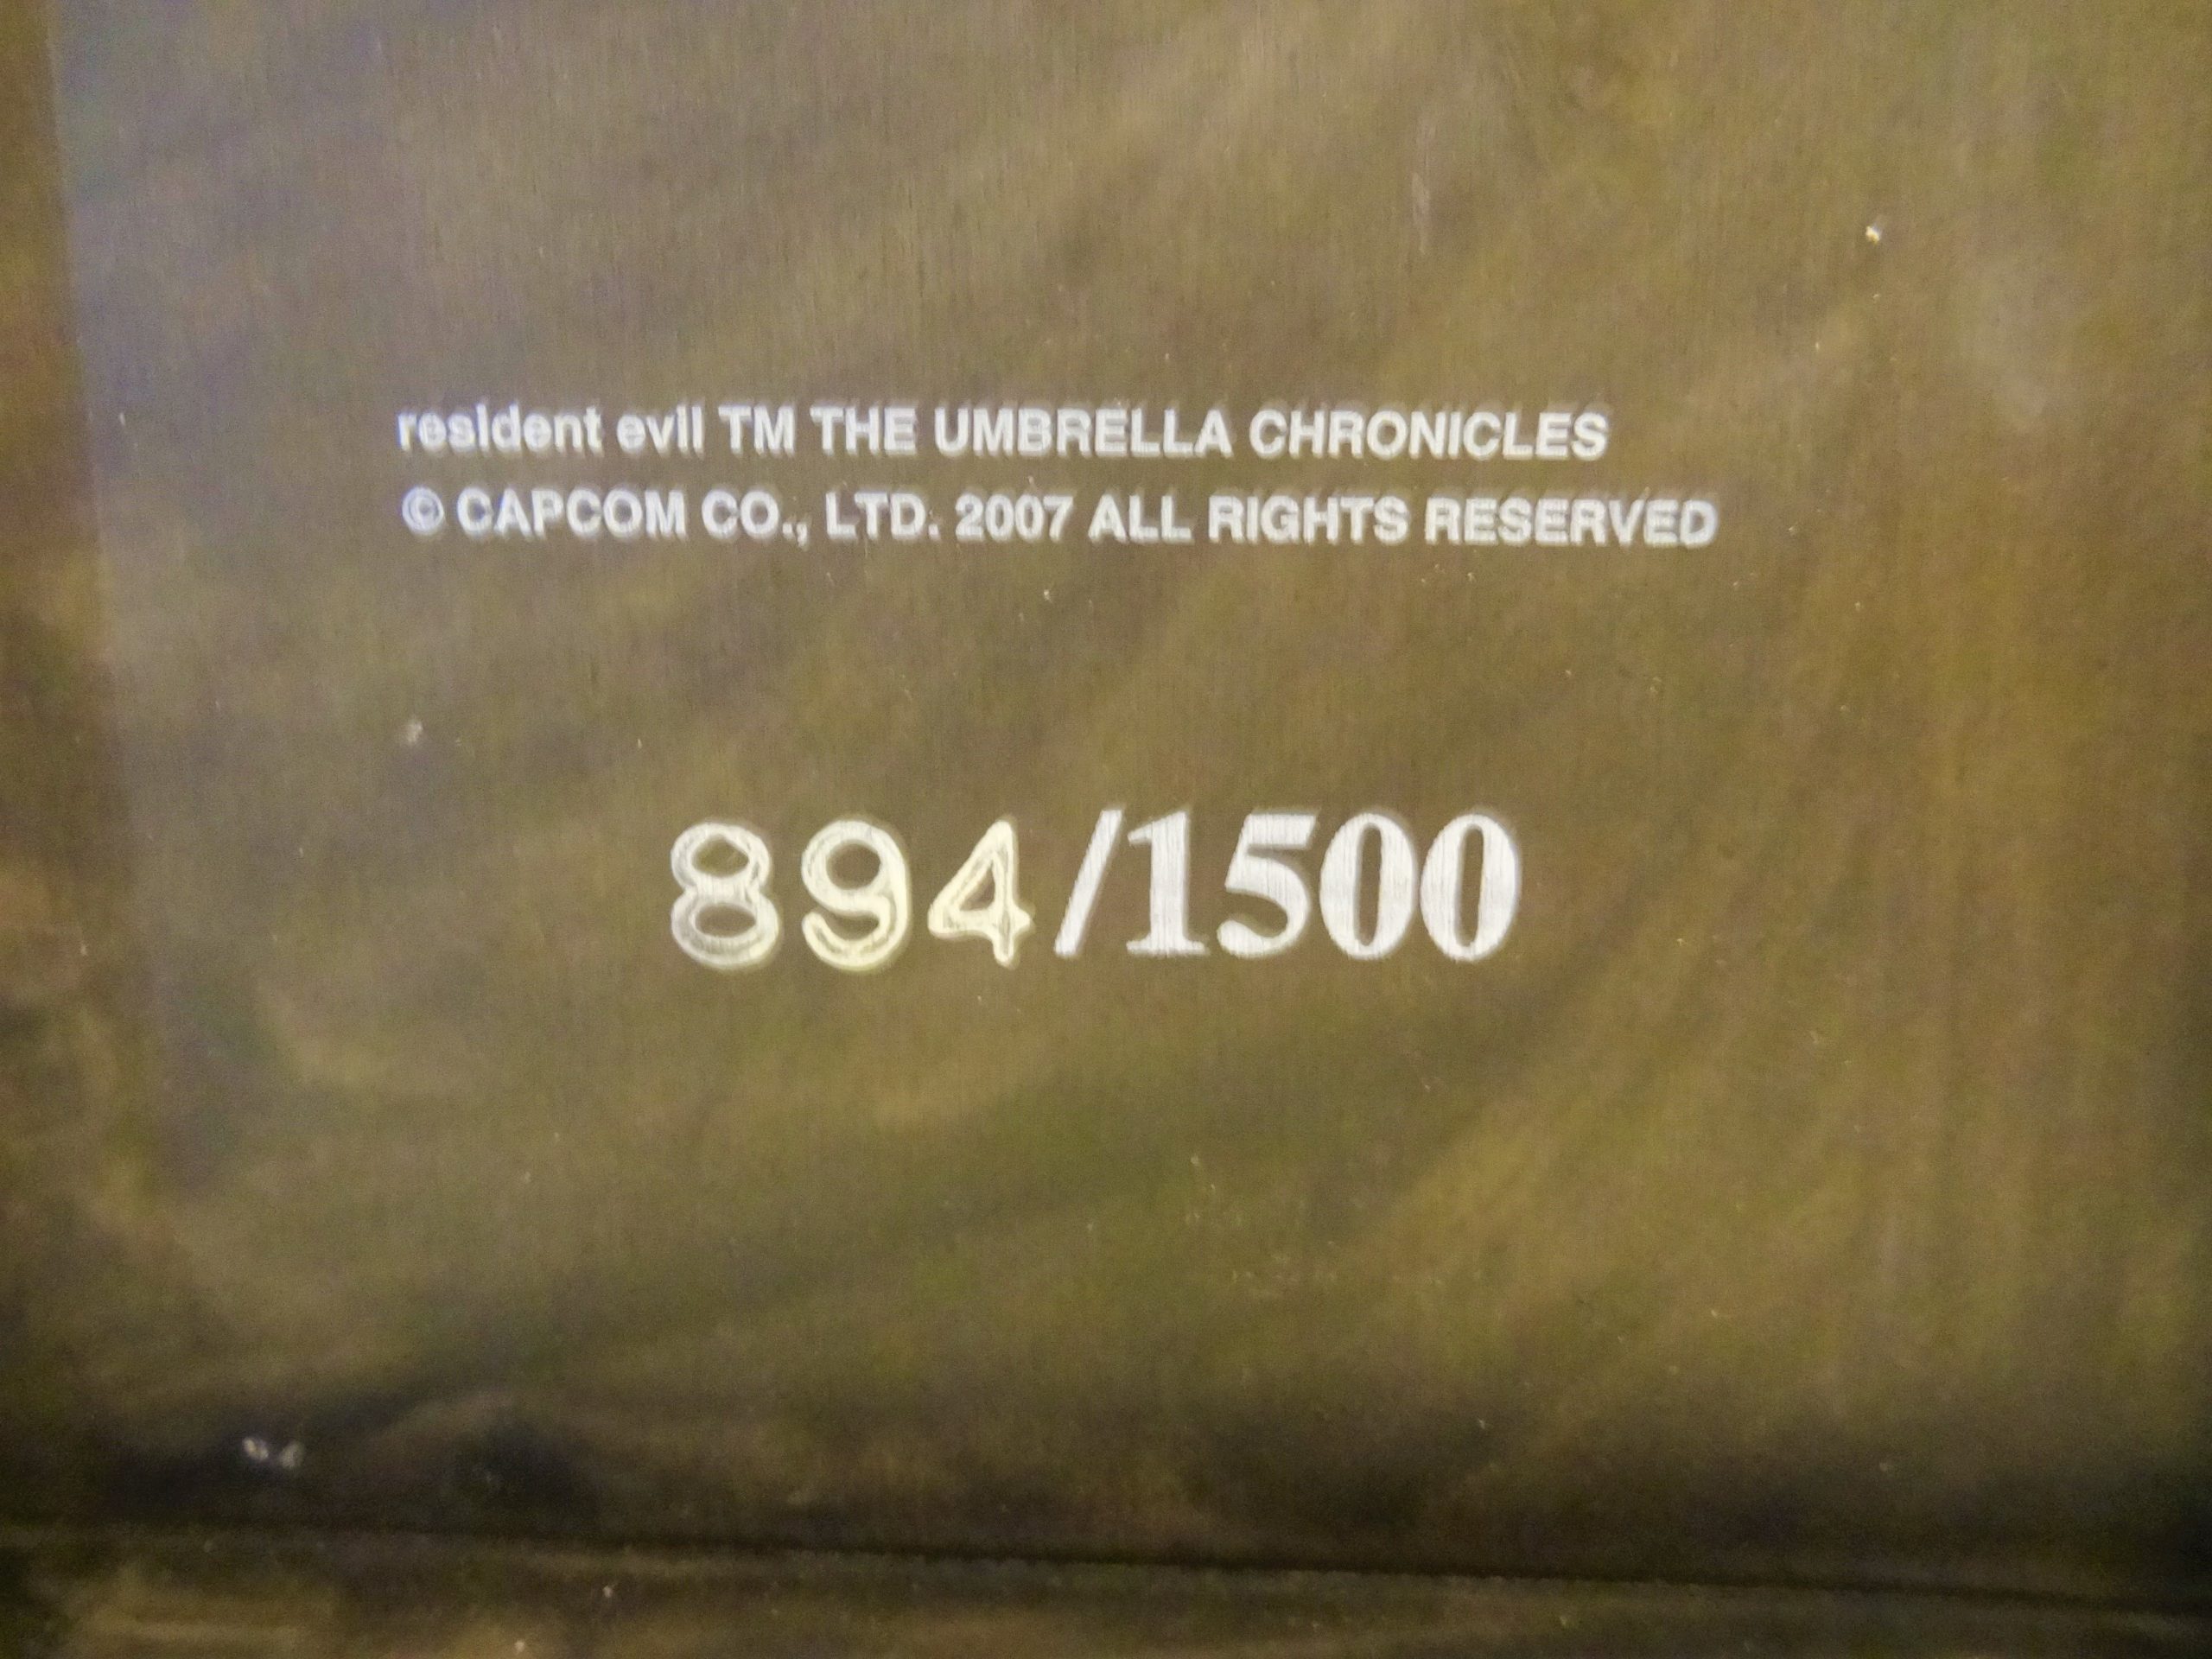 resident evil TM THE UMBRELLA CHRONICLES
© CAPCOM CO., LTD. 2007 ALL RIGHTS RESERVED
894/1500